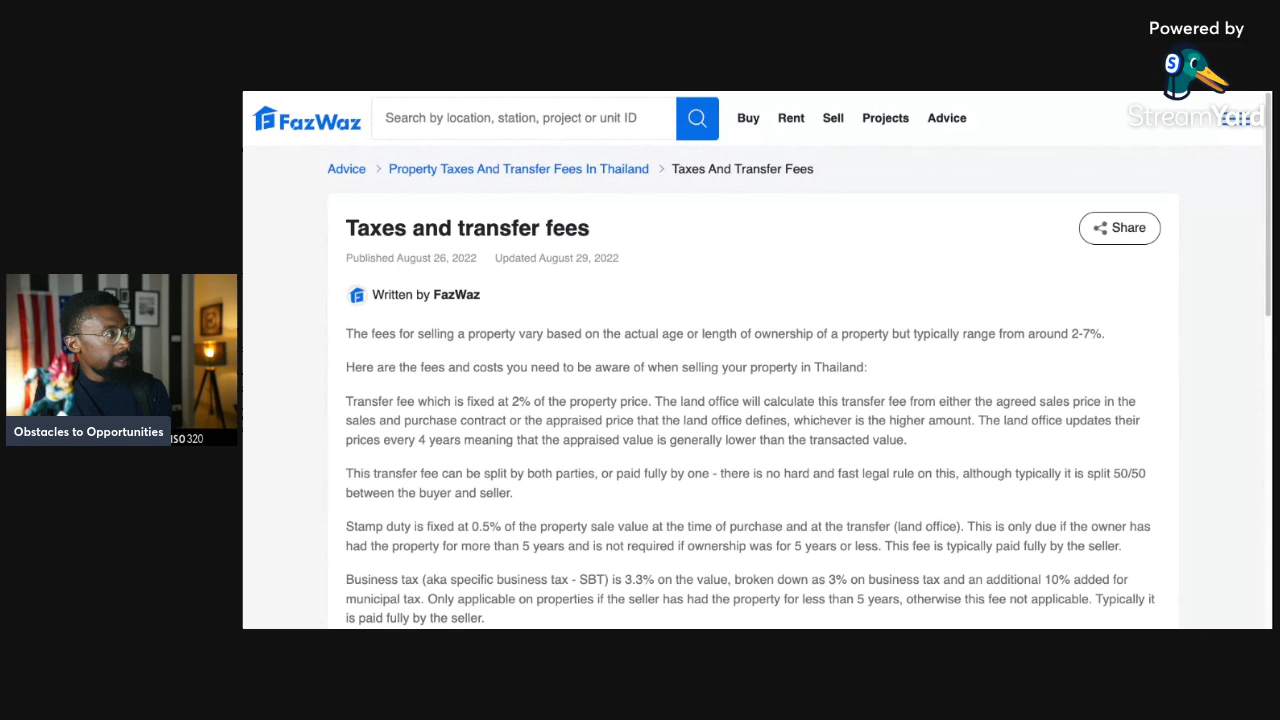 Powered by
S
StreamYard
FazWaz
Search by location, station, project or unit ID
Buy Rent Sell Projects Advice
Advice > Property Taxes And Transfer Fees In Thailand > Taxes And Transfer Fees
Taxes and transfer fees
Share
Published August 26, 2022 Updated August 29, 2022
Written by FazWaz
The fees for selling a property vary based on the actual age or length of ownership of a property but typically range from around 2-7%.
Here are the fees and costs you need to be aware of when selling your property in Thailand:
Transfer fee which is fixed at 2% of the property price. The land office will calculate this transfer fee from either the agreed sales price in the
sales and purchase contract or the appraised price that the land office defines, whichever is the higher amount. The land office updates their
prices every 4 years meaning that the appraised value is generally lower than the transacted value.
This transfer fee can be split by both parties, or paid fully by one - there is no hard and fast legal rule on this, although typically it is split 50/50
between the buyer and seller.
Stamp duty is fixed at 0.5% of the property sale value at the time of purchase and at the transfer (land office). This is only due if the owner has
had the property for more than 5 years and is not required if ownership was for 5 years or less. This fee is typically paid fully by the seller.
Business tax (aka specific business tax - SBT) is 3.3% on the value, broken down as 3% on business tax and an additional 10% added for
municipal tax. Only applicable on properties if the seller has had the property for less than 5 years, otherwise this fee not applicable. Typically it
is paid fully by the seller.
Obstacles to Opportunities
ISO 320